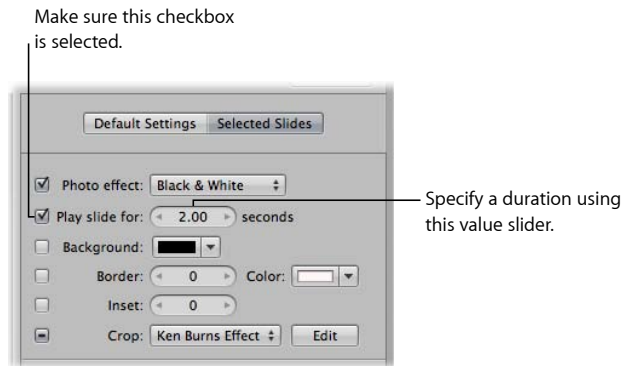 Make sure this checkbox
is selected.
Default Settings Selected Slides
Photo effect: Black & White
Play slide for: 2.00 seconds
Specify a duration using
this value slider.
Background:
Border: 0 Color:
Inset: 0
Crop: Ken Burns Effect Edit